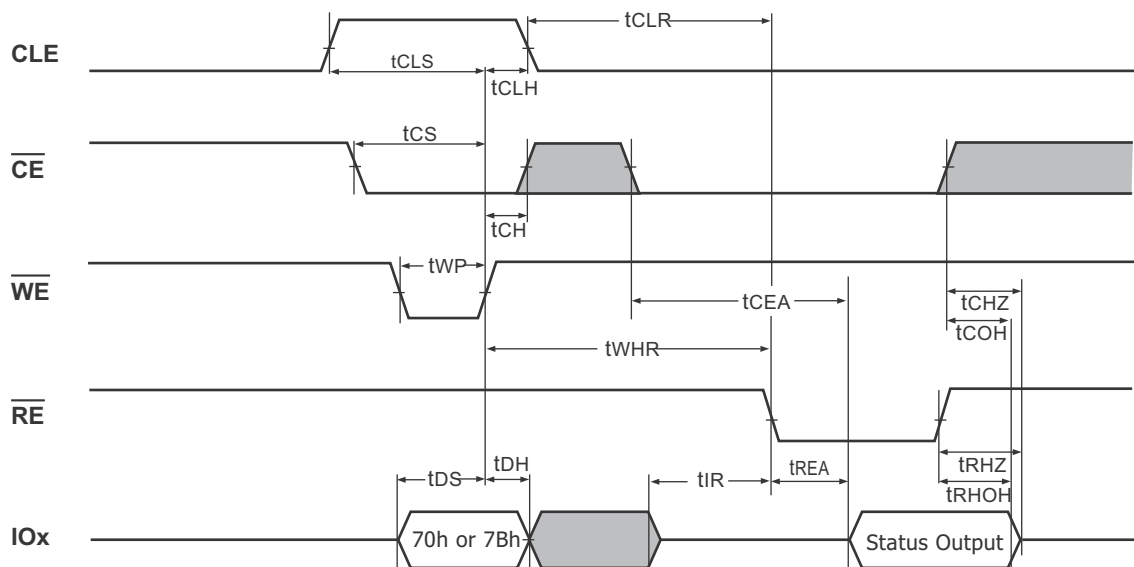 tCLR
CLE
tCLS
tCLH
tCS
CE
tCH
WE
tWP
tCEA
tCHZ
tCOH
tWHR
RE
tDS
tDH
tIR
tREA
tRHZ
tRHOH
IOx
70h or 7Bh
Status Output